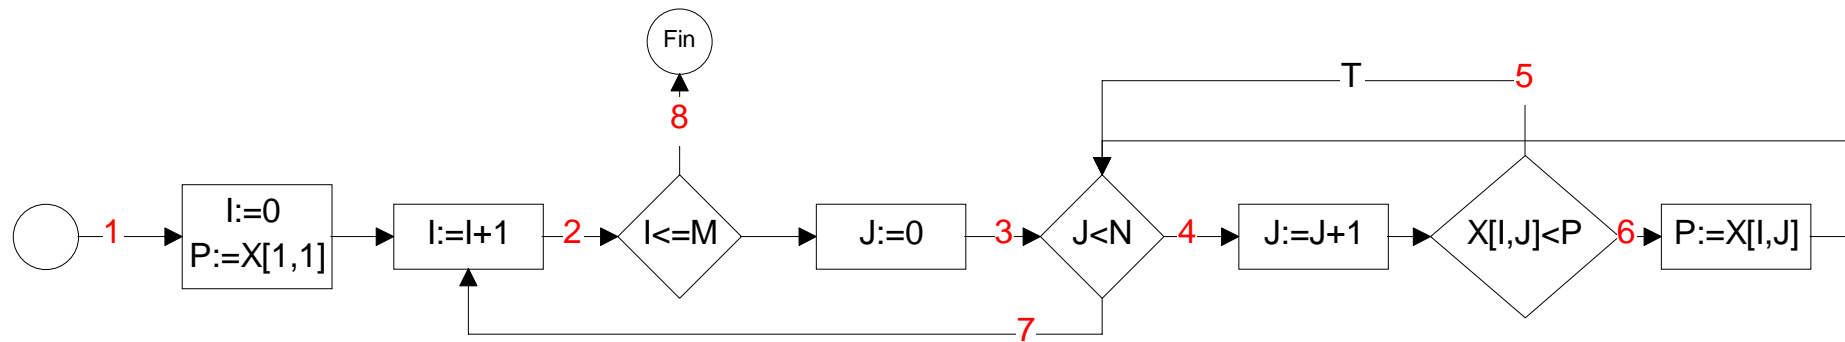 Fin
T
5
8
1
I:=0
P:=X[1,1]
I:=I+1
2
I<=M
J:=0
3
J<N
4
J:=J+1
X[I,J]<P
6
P:=X[I,J]
7